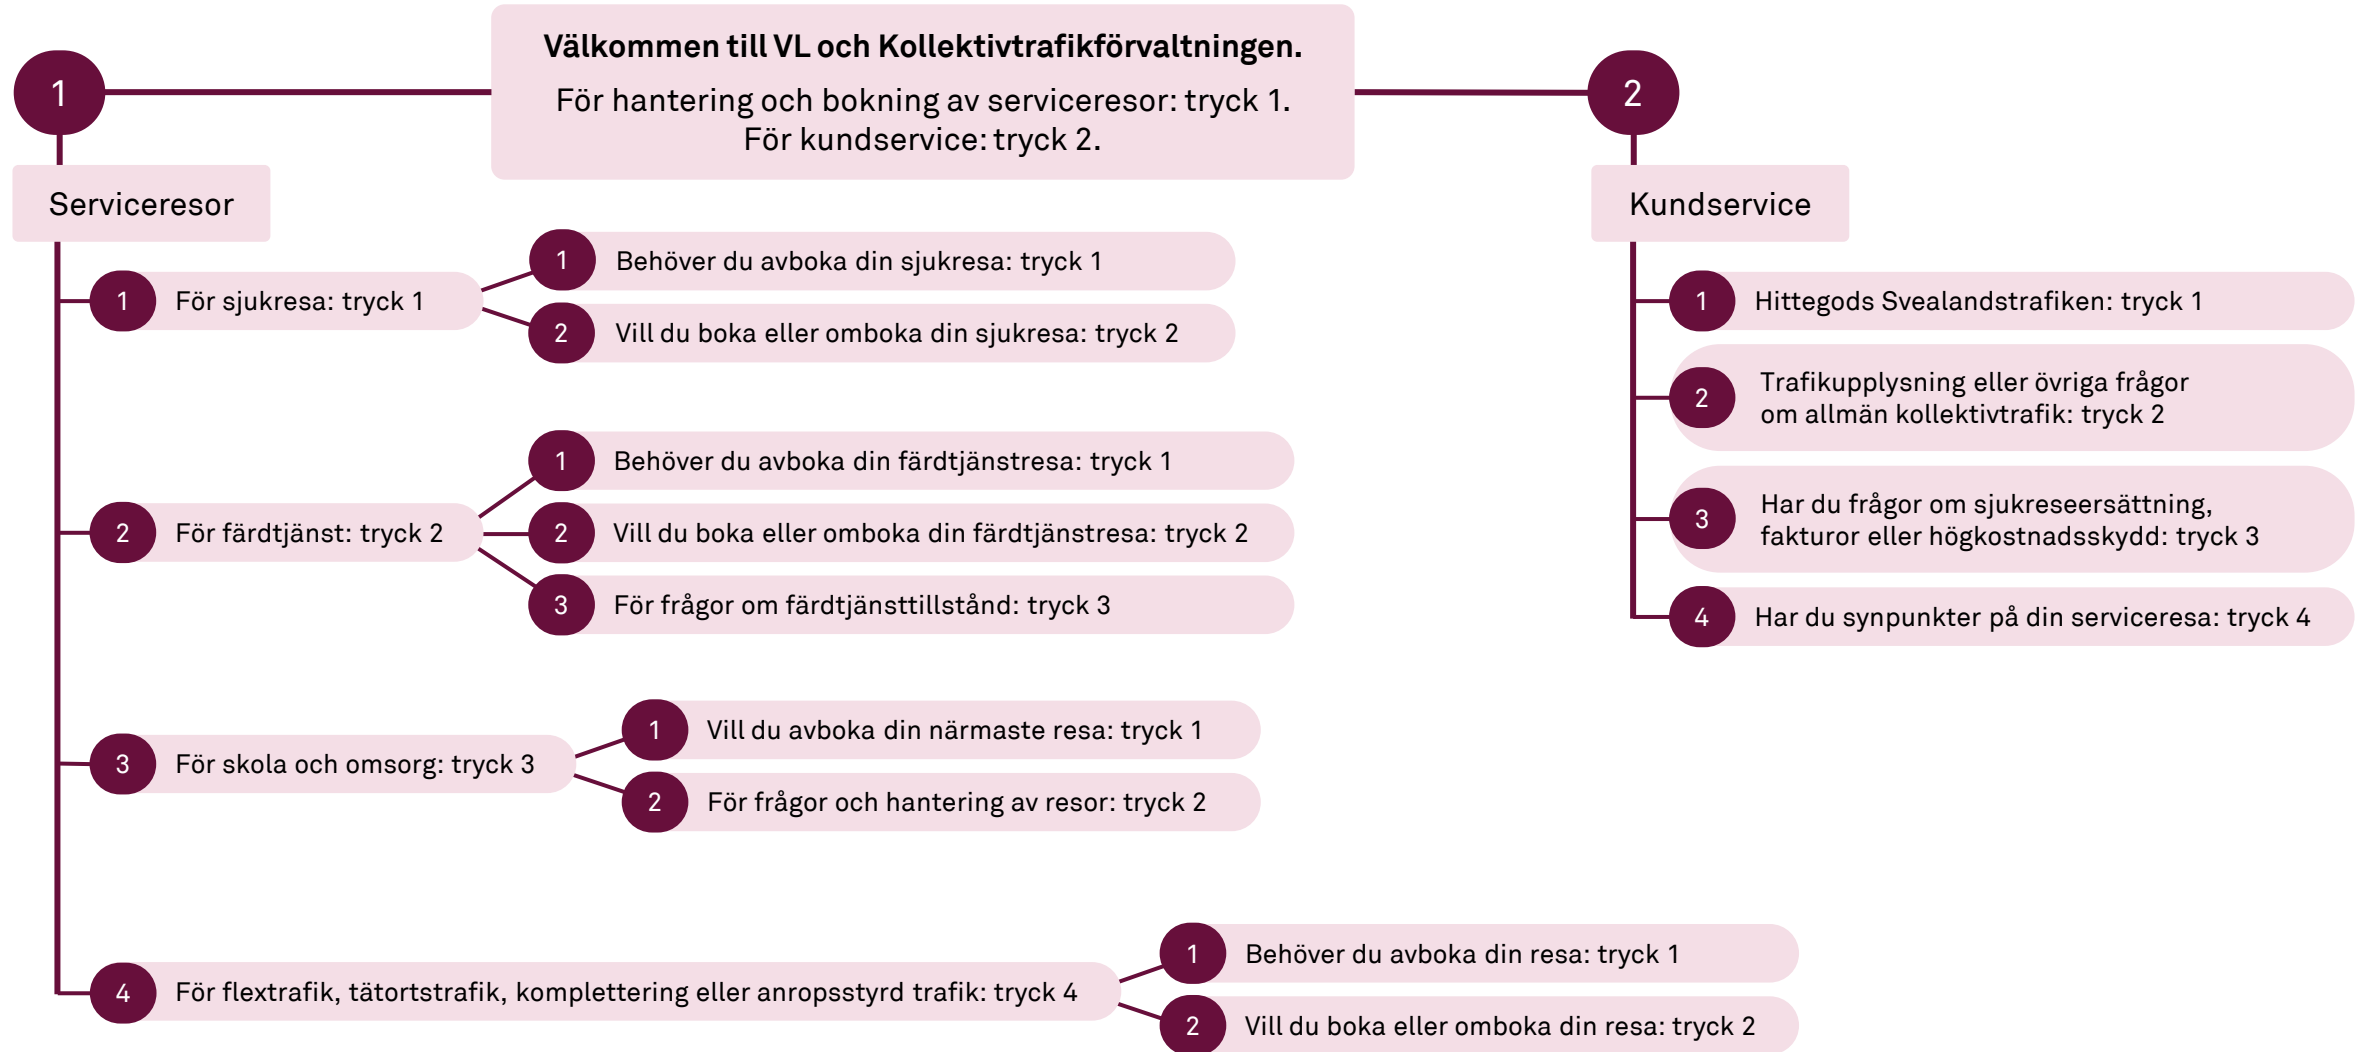 Välkommen till VL och Kollektivtrafikförvaltningen.
För hantering och bokning av serviceresor: tryck 1.
För kundservice: tryck 2.
1
Serviceresor
1
För sjukresa: tryck 1
1
Behöver du avboka din sjukresa: tryck 1
2
Vill du boka eller omboka din sjukresa: tryck 2
2
För färdtjänst: tryck 2
1
Behöver du avboka din färdtjänstresa: tryck 1
2
Vill du boka eller omboka din färdtjänstresa: tryck 2
3
För frågor om färdtjänsttillstånd: tryck 3
3
För skola och omsorg: tryck 3
1
Vill du avboka din närmaste resa: tryck 1
2
För frågor och hantering av resor: tryck 2
4
För flextrafik, tätortstrafik, komplettering eller anropsstyrd trafik: tryck 4
1
Behöver du avboka din resa: tryck 1
2
Vill du boka eller omboka din resa: tryck 2
2
Kundservice
1
Hittegods Svealandstrafiken: tryck 1
2
Trafikupplysning eller övriga frågor
om allmän kollektivtrafik: tryck 2
3
Har du frågor om sjukreseersättning,
fakturor eller högkostnadsskydd: tryck 3
4
Har du synpunkter på din serviceresa: tryck 4